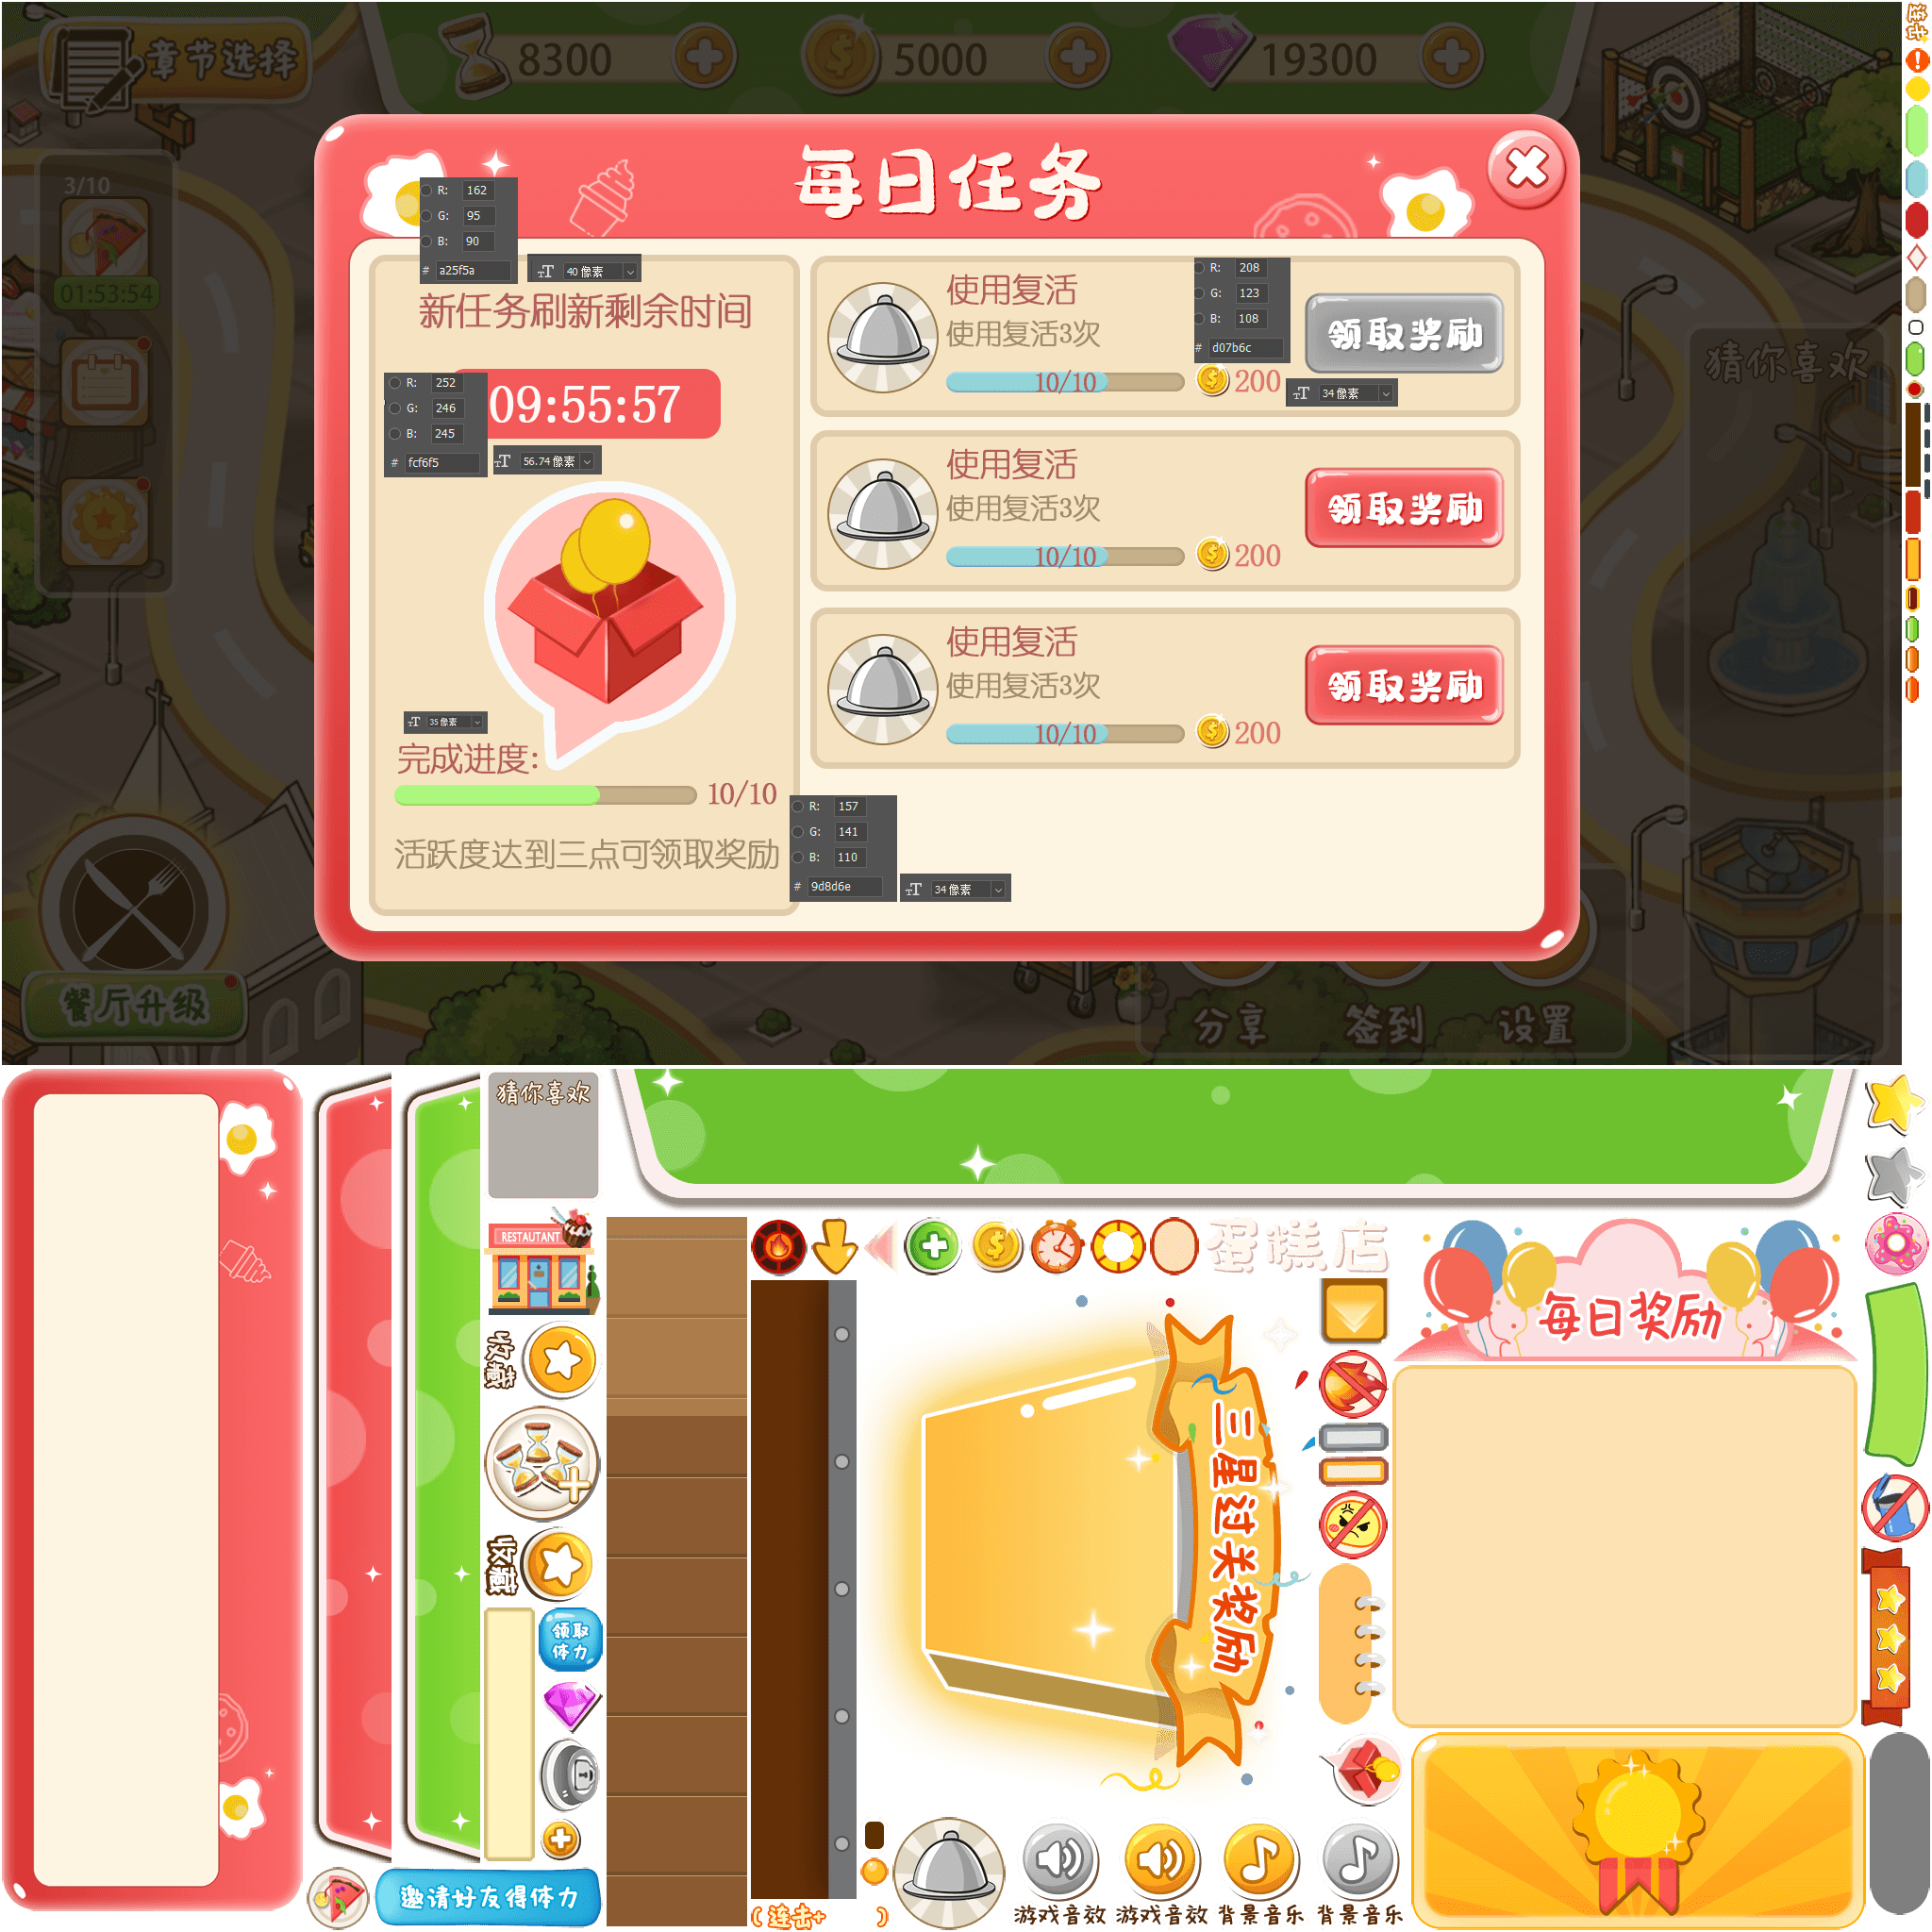 章节选择
8300
5000
19300
连击
3/10
01:53:54
每日任务
R: 162
G: 95
B: 90
# a25f5a
40 像素
新任务刷新剩余时间
R: 252
G: 246
B: 245
# fcf6f5
09:55:57
56.74 像素
35 像素
完成进度:
10/10
活跃度达到三点可领取奖励
R: 157
G: 141
B: 110
# 9d8d6e
34 像素
使用复活
使用复活3次
10/10
200
R: 208
G: 123
B: 108
# d07b6c
34 像素
领取奖励
使用复活
使用复活3次
10/10
200
领取奖励
使用复活
使用复活3次
10/10
200
领取奖励
猜你喜欢
餐厅升级
分享
签到
设置
猜你喜欢
RESTAUTANT
收藏
收藏
领取
体力
邀请好友得体力
蛋糕店
三星过关奖励
每日奖励
(连击+ )
游戏音效
游戏音效
背景音乐
背景音乐